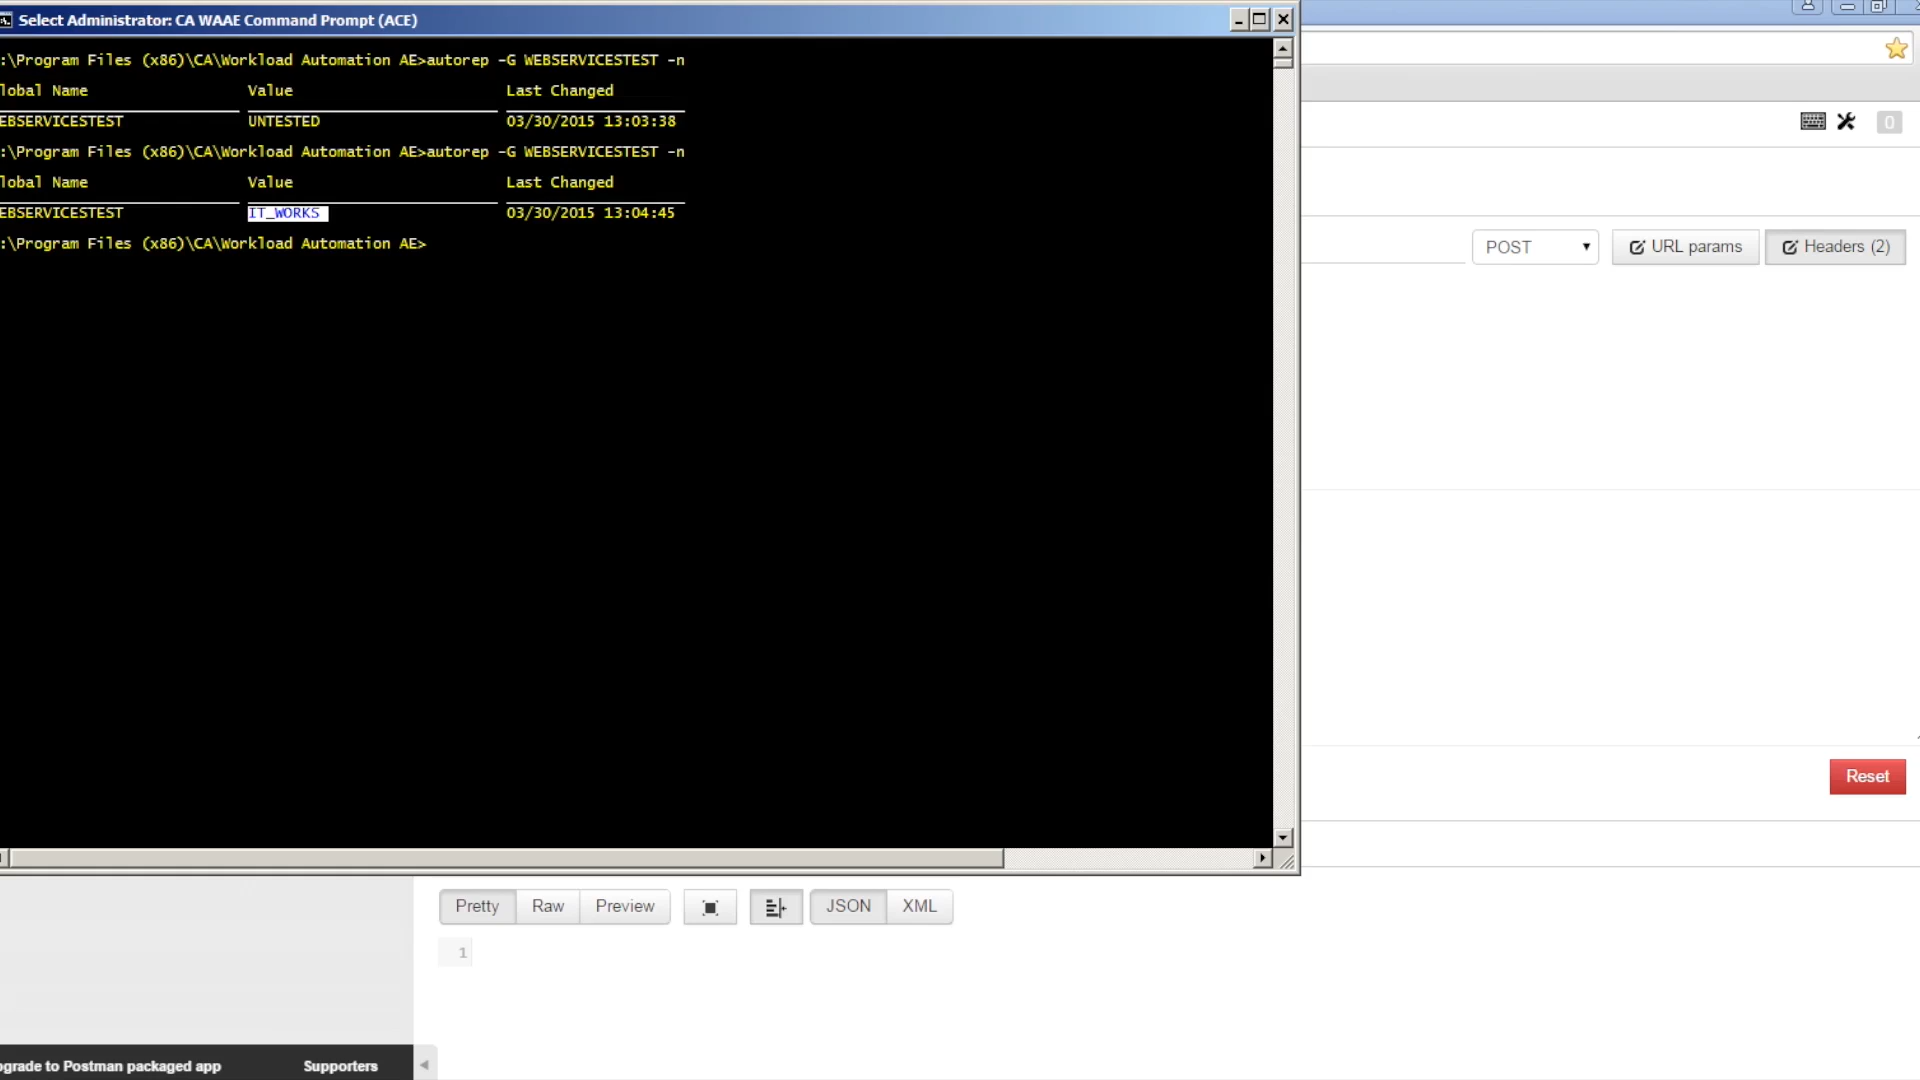 Select Administrator: CA WAAE Command Prompt (ACE)
:\Program Files (x86)\CA\Workload Automation AE>autorep -G WEBSERVICESTEST -n
lobal Name Value Last Changed
EBSERVICESTEST UNTESTED 03/30/2015 13:03:38
:\Program Files (x86)\CA\Workload Automation AE>autorep -G WEBSERVICESTEST -n
lobal Name Value Last Changed
EBSERVICESTEST IT_WORKS 03/30/2015 13:04:45
:\Program Files (x86)\CA\Workload Automation AE>
0
POST URL params Headers (2)
Reset
Pretty Raw Preview JSON XML
1
pgrade to Postman packaged app Supporters